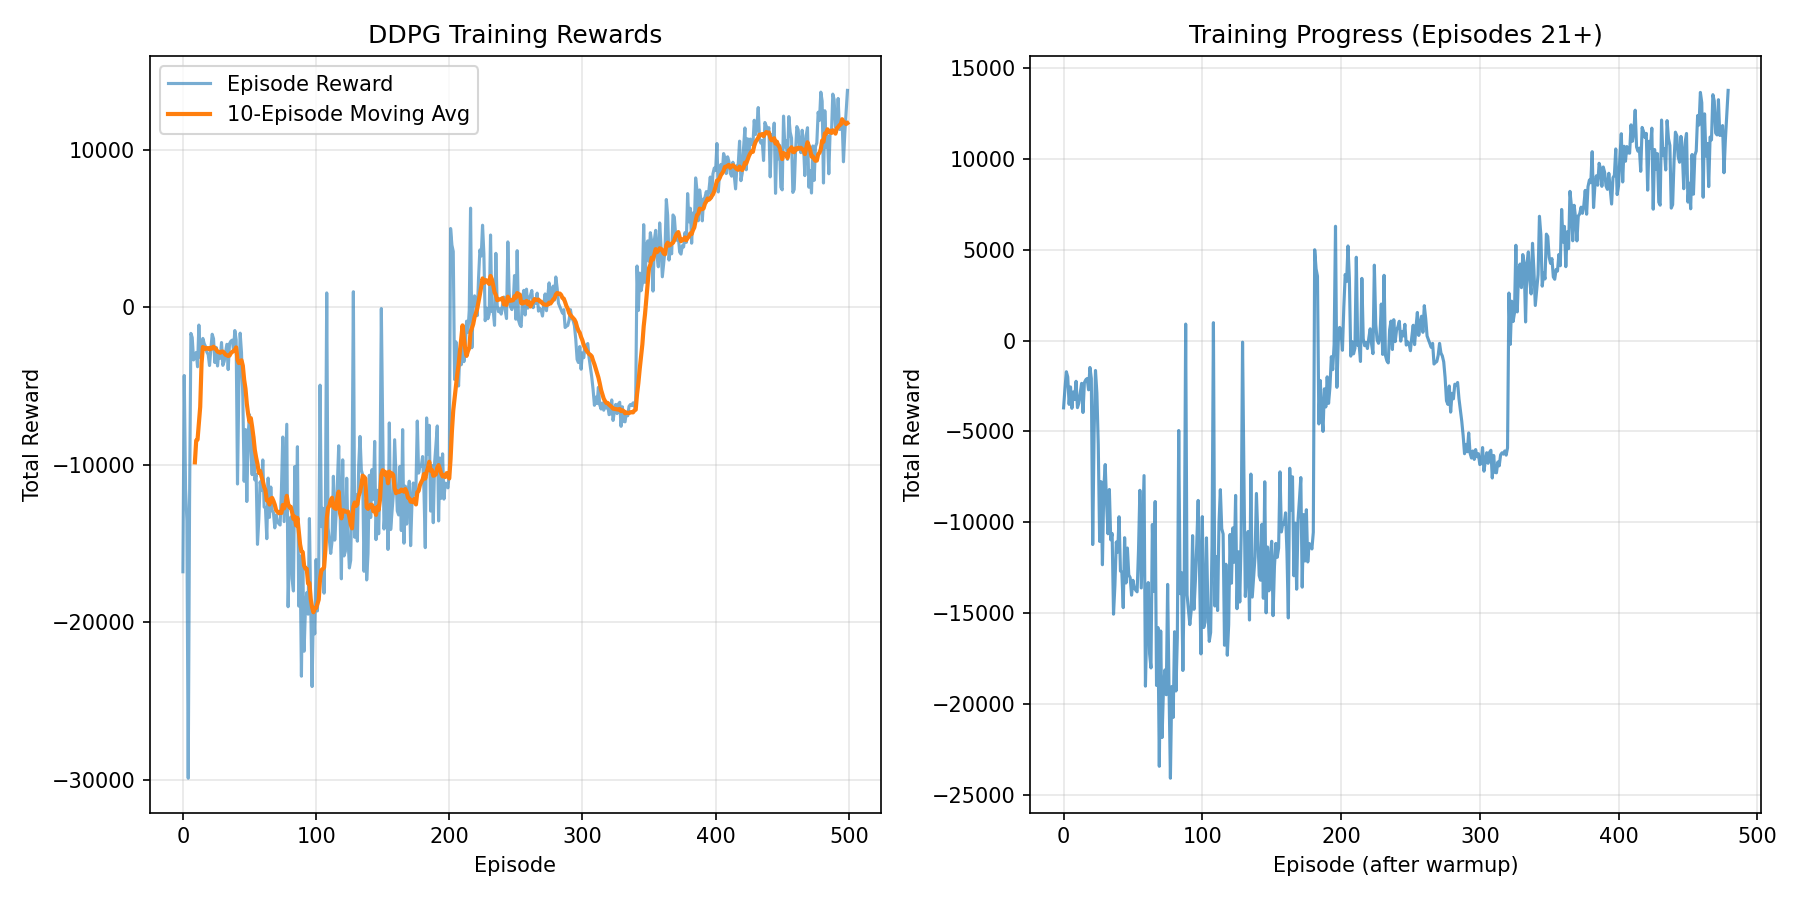 DDPG Training Rewards
Episode Reward
10-Episode Moving Avg
10000
0
−10000
−20000
−30000
Total Reward
0 100 200 300 400 500
Episode
Training Progress (Episodes 21+)
15000
10000
5000
0
−5000
−10000
−15000
−20000
−25000
Total Reward
0 100 200 300 400 500
Episode (after warmup)